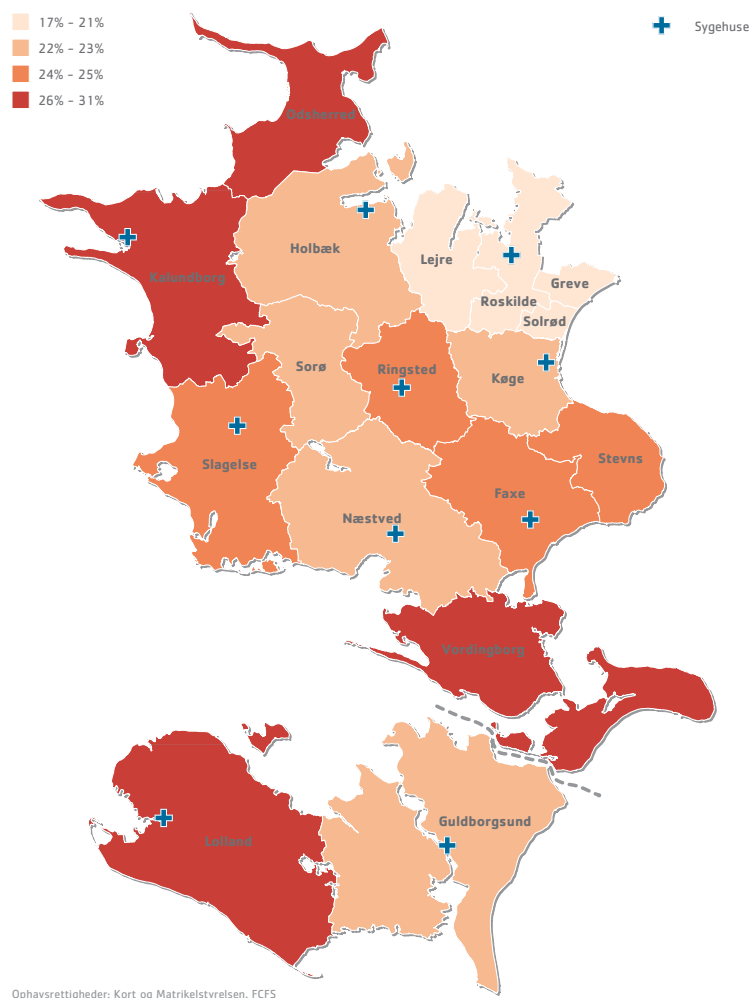 17% - 21%
22% - 23%
24% - 25%
26% - 31%
Sygehuse
Odsherred
Holbæk
Lejre
Kalundborg
Greve
Roskilde
Solrød
Sorø
Ringsted
Køge
Slagelse
Stevns
Faxe
Næstved
Vordingborg
Guldborgsund
Lolland
Ophavsrettigheder: Kort og Matrikelstyrelsen, FCFS